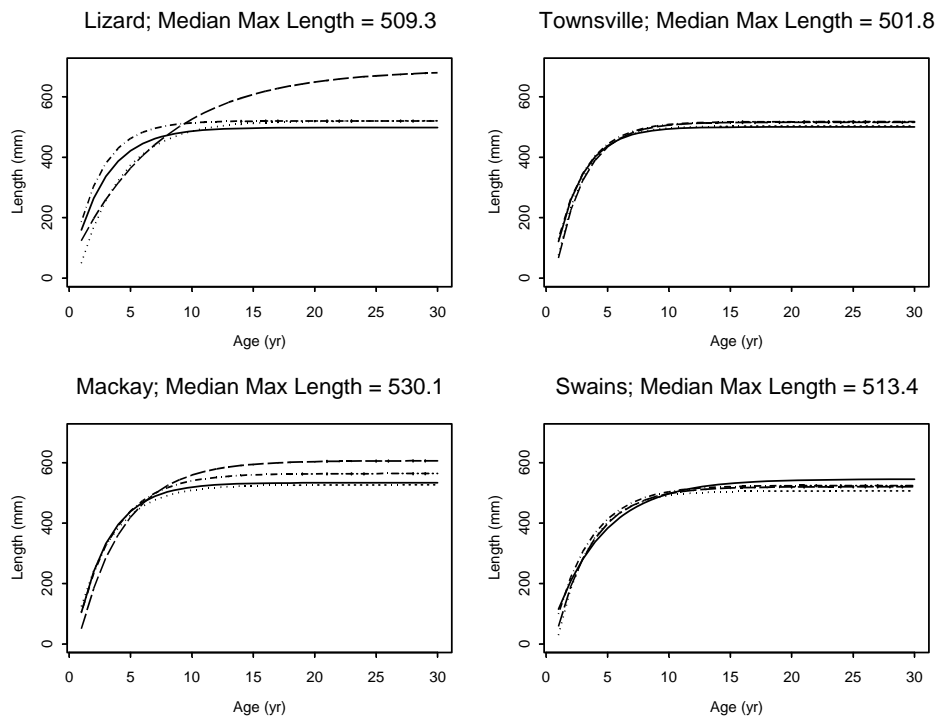 Lizard; Median Max Length = 509.3
Length (mm)
0 200 400 600
0 5 10 15 20 25 30
Age (yr)
Townsville; Median Max Length = 501.8
Length (mm)
0 200 400 600
0 5 10 15 20 25 30
Age (yr)
Mackay; Median Max Length = 530.1
Length (mm)
0 200 400 600
0 5 10 15 20 25 30
Age (yr)
Swains; Median Max Length = 513.4
Length (mm)
0 200 400 600
0 5 10 15 20 25 30
Age (yr)